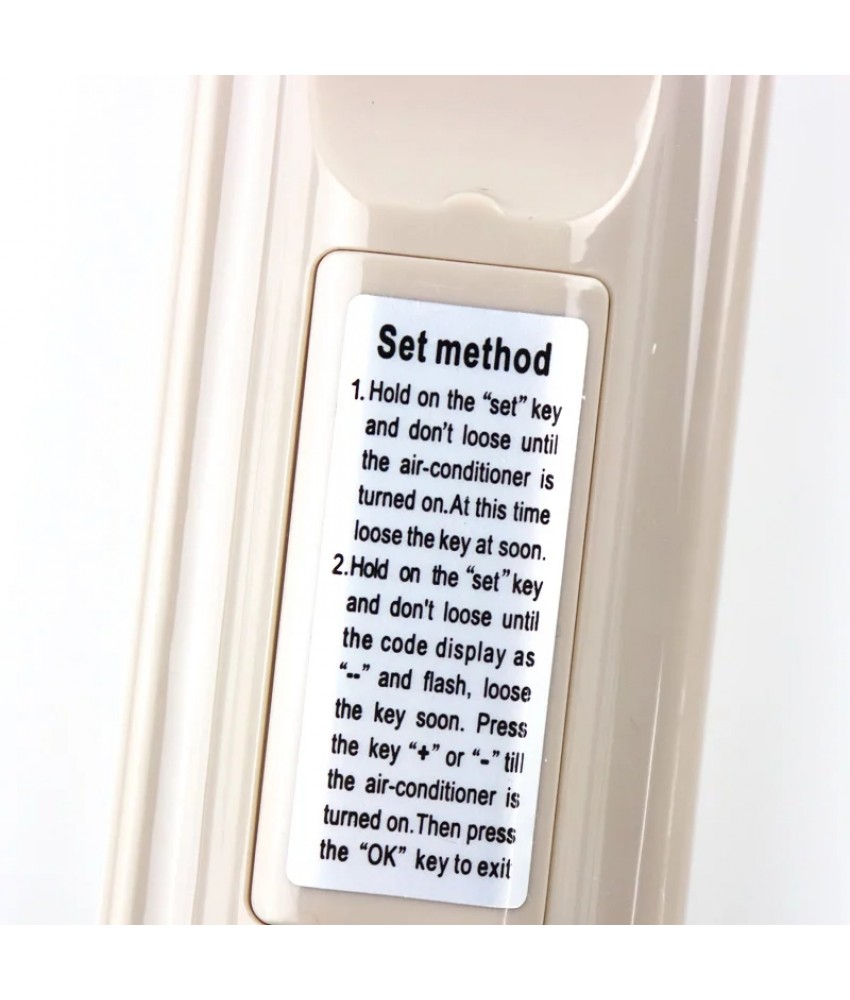 Set method
1.Hold on the “set” key
and don’t loose until
the air-conditioner is
turned on.At this time
loose the key at soon.
2.Hold on the “set” key
and don't loose until
the code display as
“--” and flash, loose
the key soon. Press
the key “+” or “-” till
the air-conditioner is
turned on.Then press
the “OK” key to exit